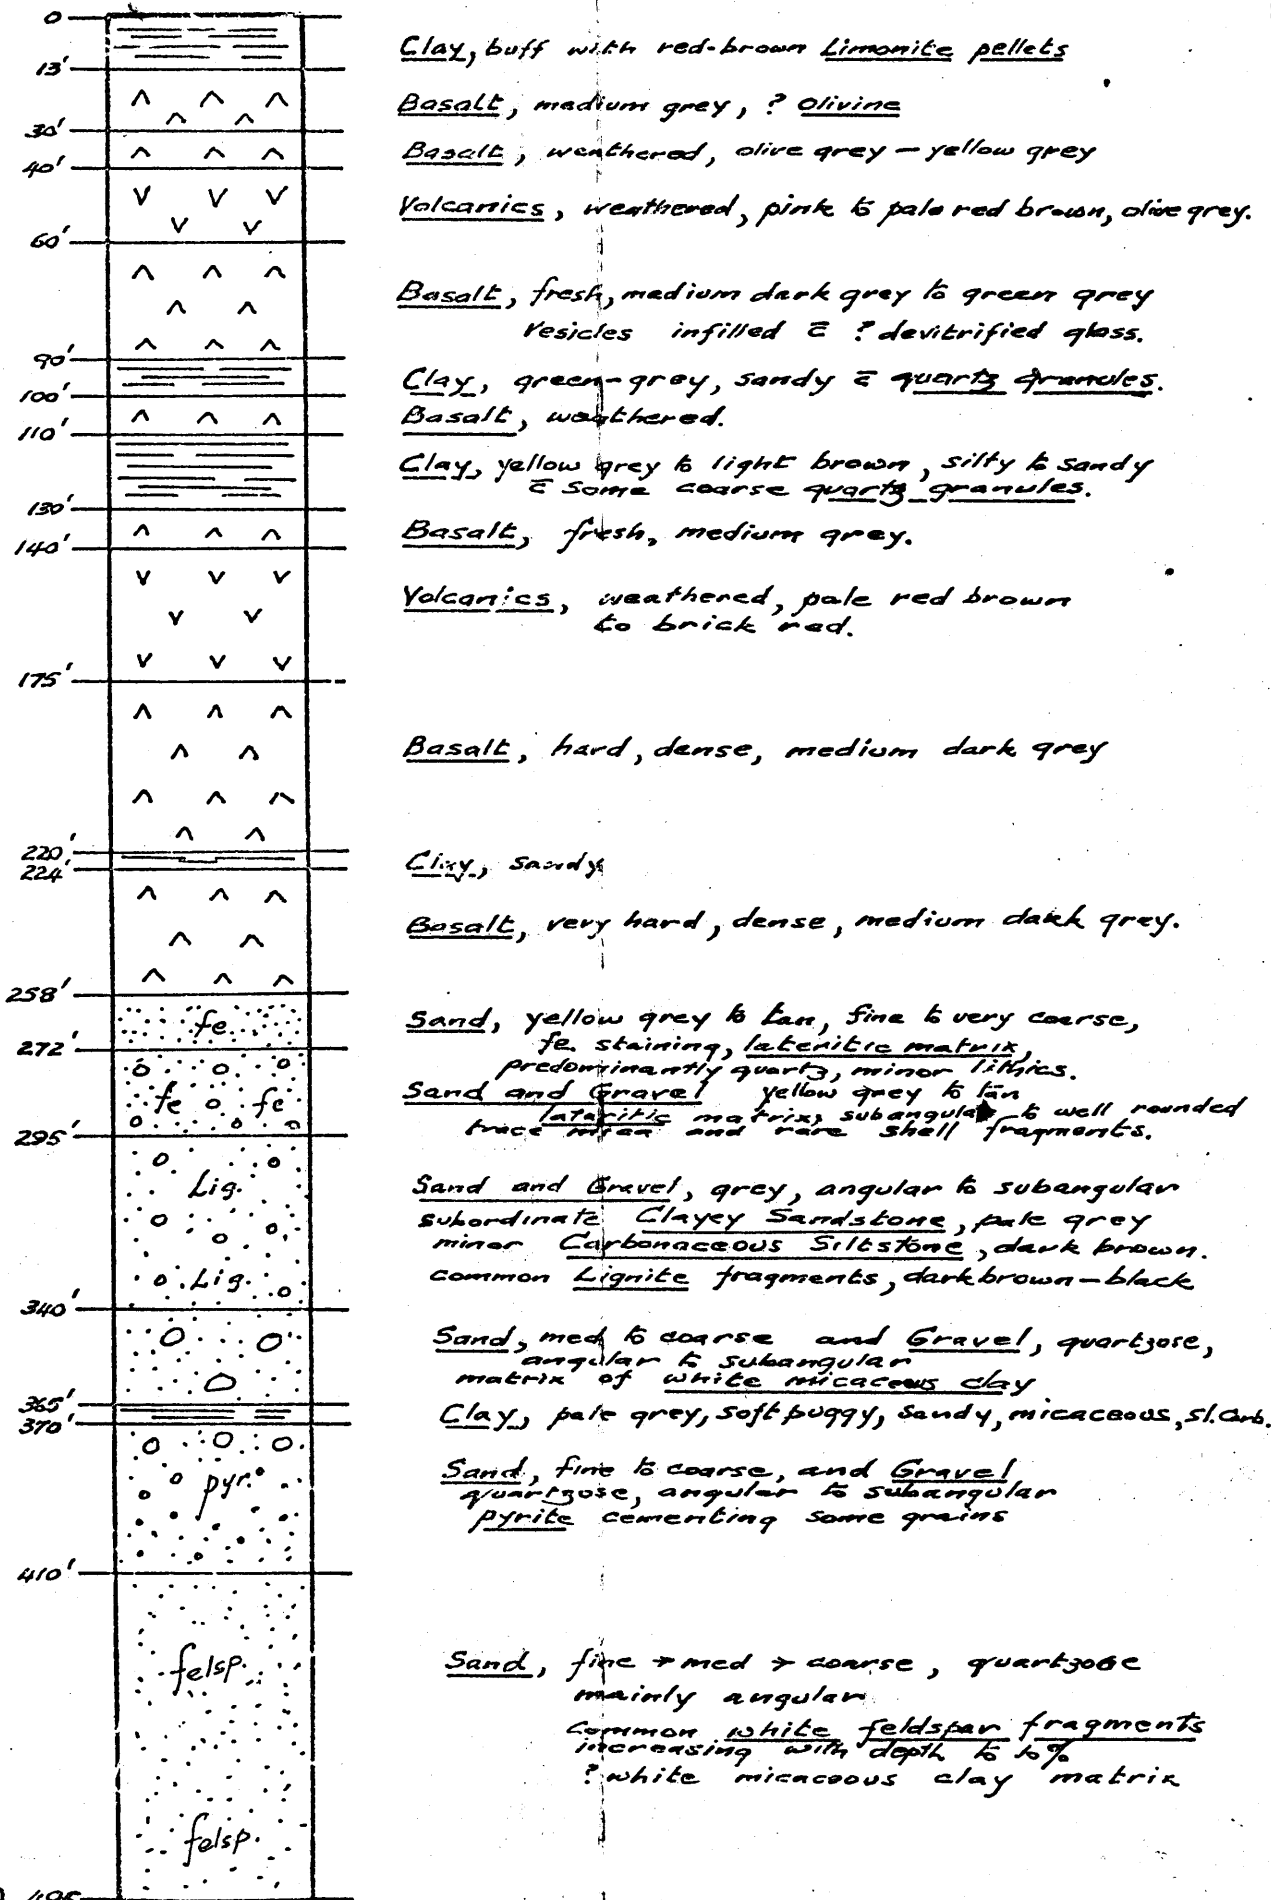 0
Clay, buff with red-brown Limonite pellets
13'
Basalt, medium grey, ? Olivine
30'
Basalt, weathered, olive grey – yellow grey
40'
Volcanics, weathered, pink to pale red brown, olive grey.
60'
Basalt, fresh, medium dark grey to green grey
vesicles infilled c̄ ? devitrified glass.
90'
Clay, green-grey, sandy c̄ quartz granules.
100'
Basalt, weathered.
110'
Clay, yellow grey to light brown, silty to sandy
c̄ some coarse quartz granules.
130'
Basalt, fresh, medium grey.
140'
Volcanics, weathered, pale red brown
to brick red.
175'
Basalt, hard, dense, medium dark grey
220'
Clay, sandy
224'
Basalt, very hard, dense, medium dark grey.
258'
fe
Sand, yellow grey to tan, fine to very coarse,
fe. staining, lateritic matrix,
predominantly quartz, minor lithics.
272'
fe fe
Sand and Gravel yellow grey to tan
lateritic matrix, subangular to well rounded
trace mica and rare shell fragments.
295'
Lig.
Sand and Gravel, grey, angular to subangular
subordinate Clayey Sandstone, pale grey
minor Carbonaceous Siltstone, dark brown.
Lig.
common Lignite fragments, dark brown–black
340'
Sand, med to coarse and Gravel, quartzose,
angular to subangular
matrix of white micaceous clay
365'
Clay, pale grey, soft puggy, sandy, micaceous, sl. Carb.
370'
pyr.
Sand, fine to coarse, and Gravel
quartzose, angular to subangular
pyrite cementing some grains
410'
felsp.
Sand, fine → med → coarse, quartzose
mainly angular
common white feldspar fragments
increasing with depth to 10%
? white micaceous clay matrix
felsp.